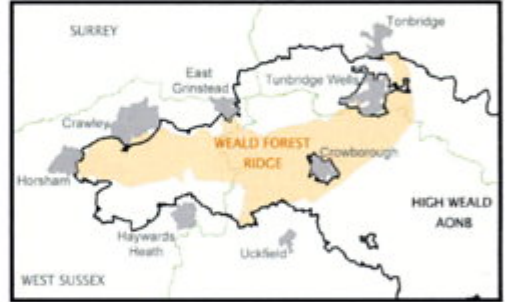 Tonbridge
SURREY
East
Grinstead
Tunbridge Wells
Crawley
WEALD FOREST
RIDGE
Crowborough
Horsham
HIGH WEALD
AONB
Haywards
Heath
Uckfield
WEST SUSSEX